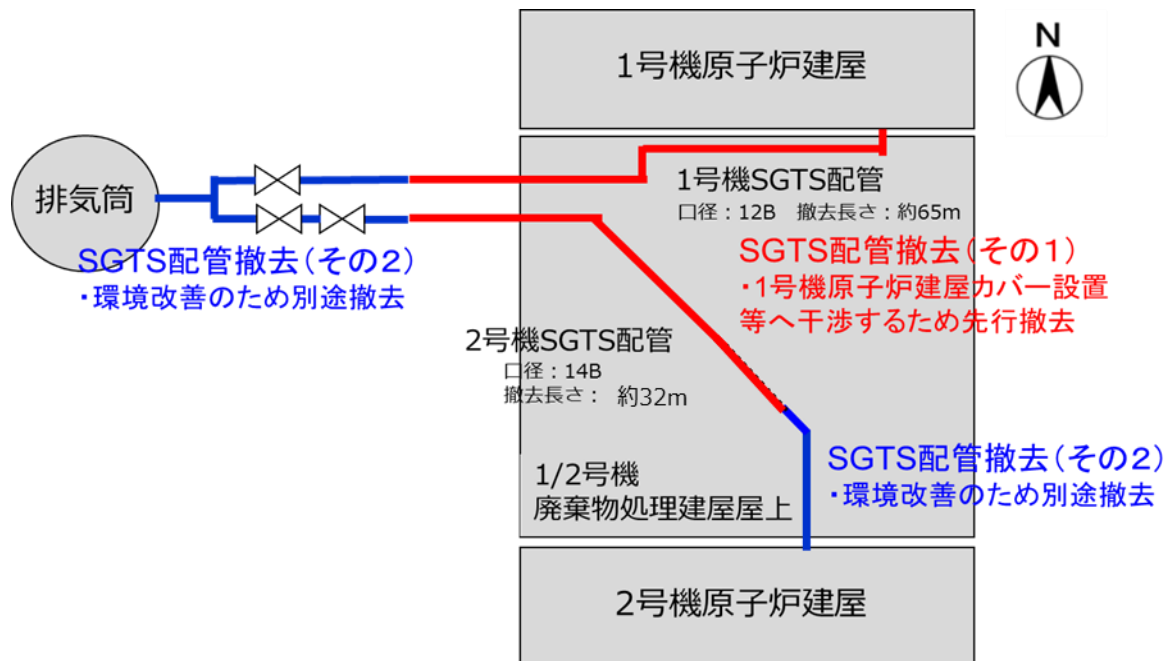 1号機原子炉建屋
N
排気筒
1号機SGTS配管
口径：12B　撤去長さ：約65m
SGTS配管撤去（その1）
・1号機原子炉建屋カバー設置
等へ干渉するため先行撤去
SGTS配管撤去（その2）
・環境改善のため別途撤去
2号機SGTS配管
口径：14B
撤去長さ： 約32m
SGTS配管撤去（その2）
・環境改善のため別途撤去
1/2号機
廃棄物処理建屋屋上
2号機原子炉建屋